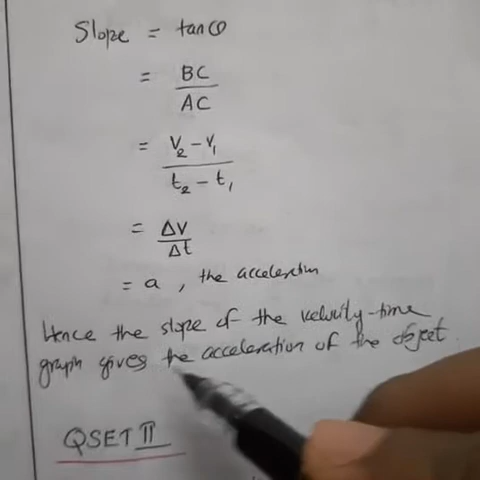 Slope = tanφ
= BC/AC
= V₂ - V₁ / t₂ - t₁
= Δv/Δt
= a , the acceleration
Hence the slope of the velocity-time
graph gives the acceleration of the object
QSET II